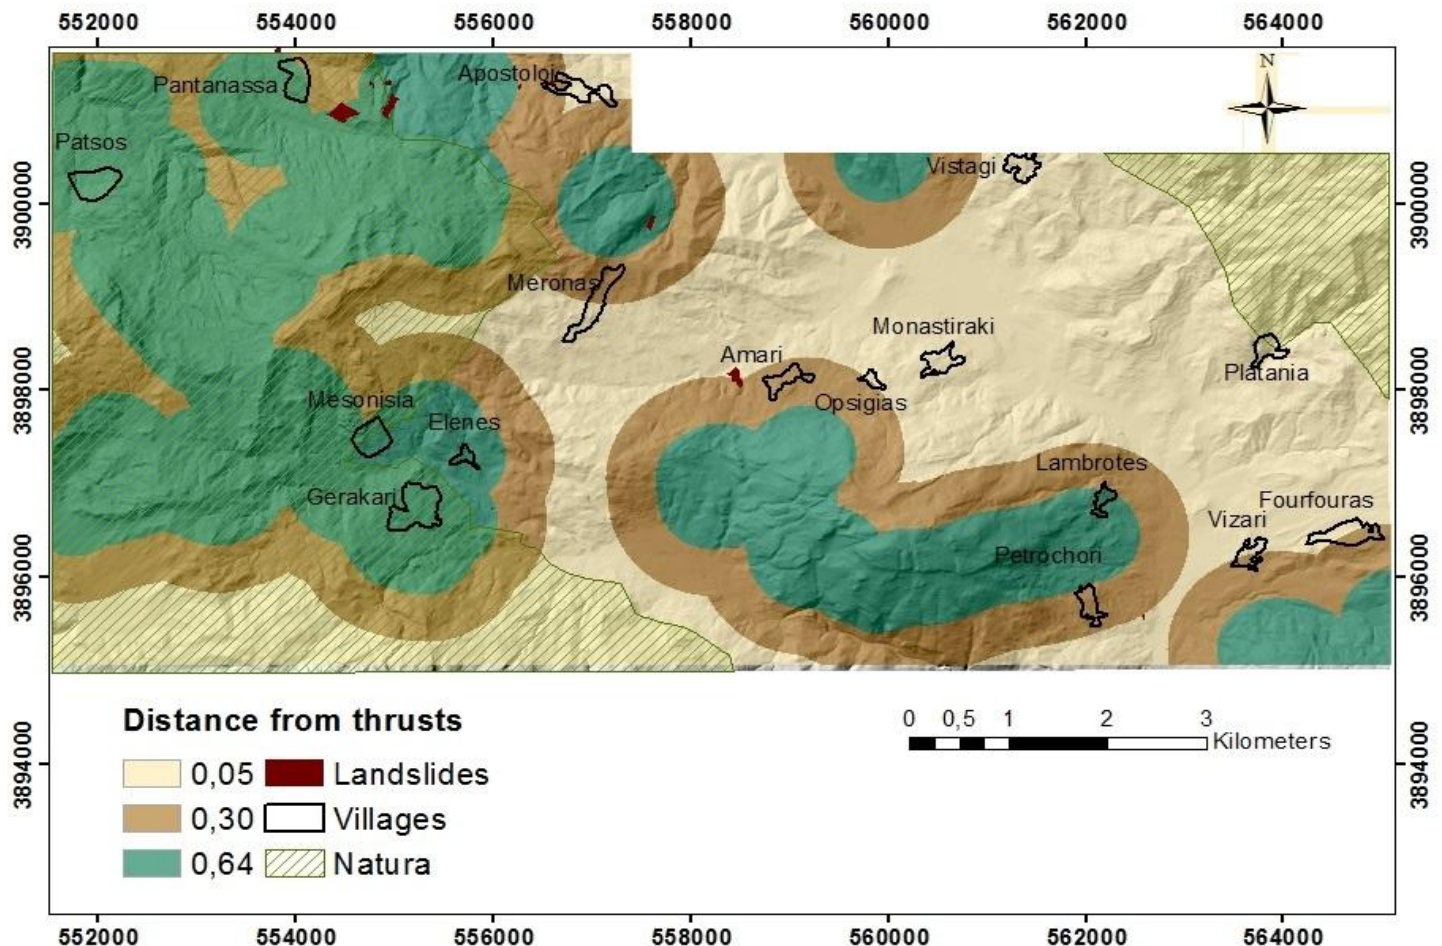 552000 554000 556000 558000 560000 562000 564000
N
Pantanassa
Apostoloi
Patsos
Vistagi
3900000 3900000
Meronas
Monastiraki
Amari
Platania
3898000 3898000
Mesonisia
Opsigias
Elenes
Lambrotes
Gerakari
Fourfouras
Vizari
Petrochori
3896000 3896000
Distance from thrusts
0 0,5 1 2 3
Kilometers
3894000 3894000
0,05 Landslides
0,30 Villages
0,64 Natura
552000 554000 556000 558000 560000 562000 564000